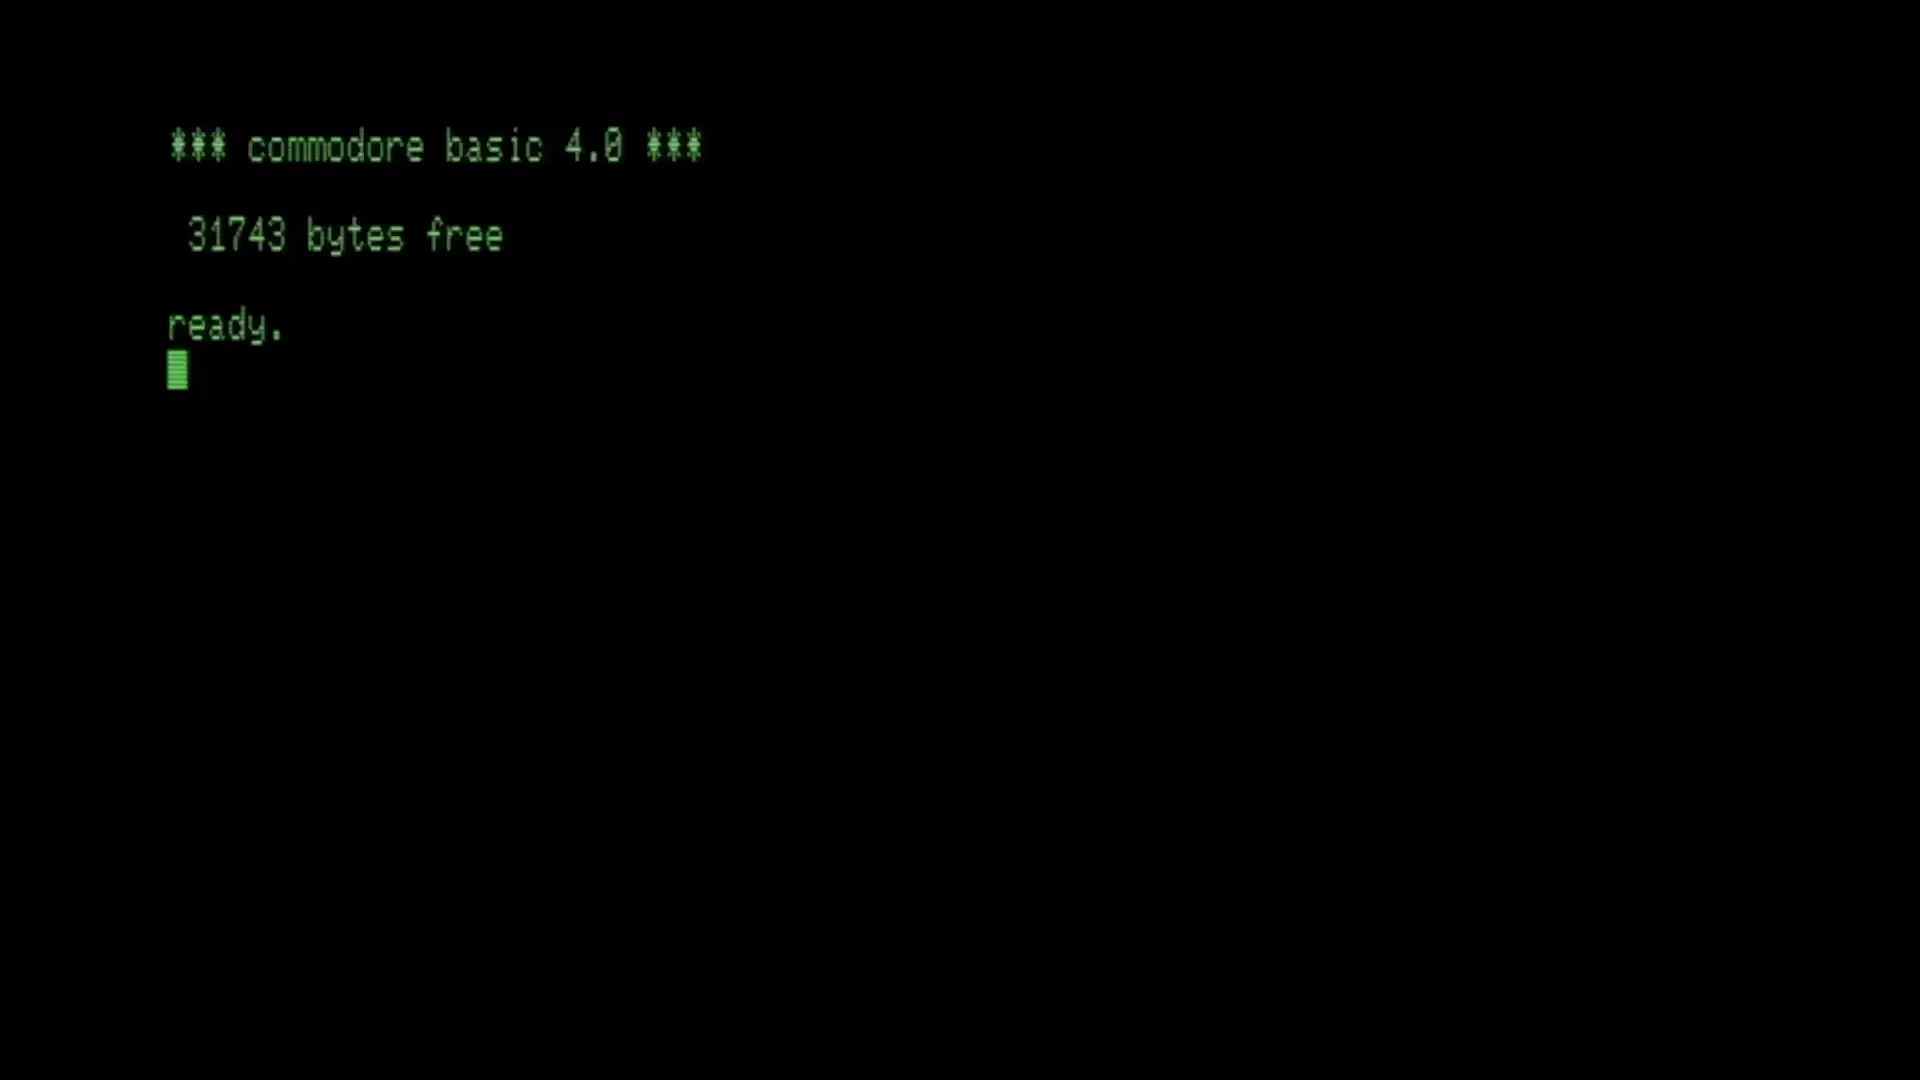 *** commodore basic 4.0 ***
31743 bytes free
ready.